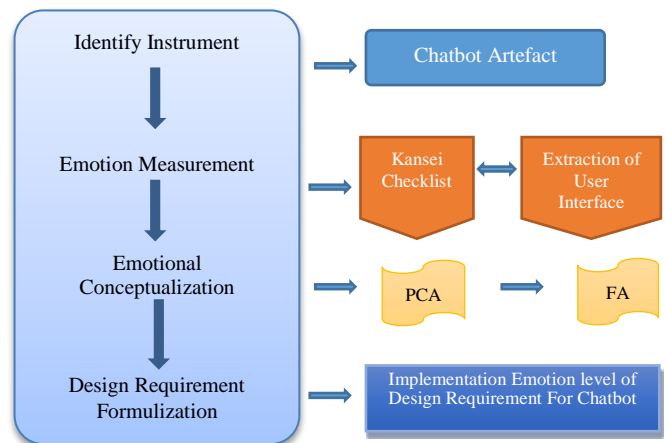 Identify Instrument
Chatbot Artefact
Emotion Measurement
Kansei
Checklist
Extraction of
User
Interface
Emotional
Conceptualization
PCA
FA
Design Requirement
Formulization
Implementation Emotion level of
Design Requirement For Chatbot